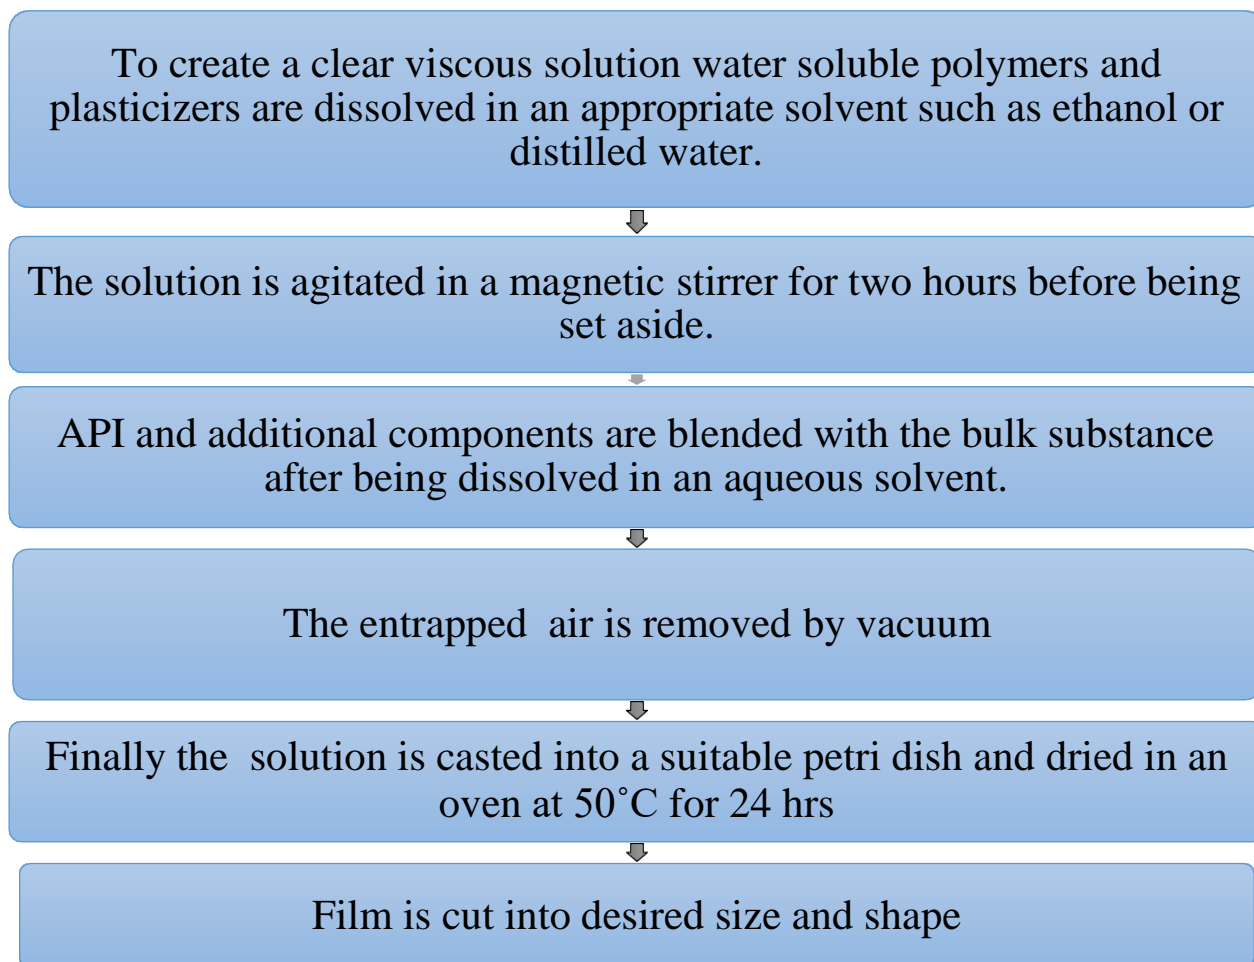 To create a clear viscous solution water soluble polymers and
plasticizers are dissolved in an appropriate solvent such as ethanol or
distilled water.
The solution is agitated in a magnetic stirrer for two hours before being
set aside.
API and additional components are blended with the bulk substance
after being dissolved in an aqueous solvent.
The entrapped  air is removed by vacuum
Finally the  solution is casted into a suitable petri dish and dried in an
oven at 50˚C for 24 hrs
Film is cut into desired size and shape